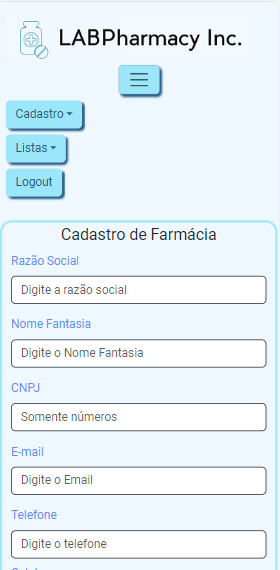 LABPharmacy Inc.
Cadastro
Listas
Logout
Cadastro de Farmácia
Razão Social
Digite a razão social
Nome Fantasia
Digite o Nome Fantasia
CNPJ
Somente números
E-mail
Digite o Email
Telefone
Digite o telefone